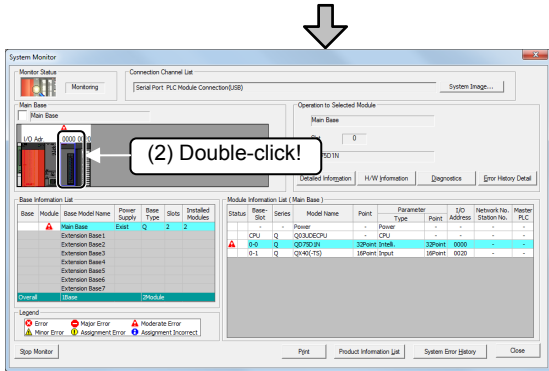 System Monitor
Monitor Status
Monitoring
Connection Channel List
Serial Port PLC Module Connection(USB)
System Image...
Main Base
Main Base
I/O Adr.
0000
(2) Double-click!
Operation to Selected Module
Main Base
0
5D1N
Detailed Information
H/W Information
Diagnostics
Error History Detail
Base Information List
Base Module Base Model Name Power Supply Base Type Slots Installed Modules
Main Base Exist Q 2 2
Extension Base1
Extension Base2
Extension Base3
Extension Base4
Extension Base5
Extension Base6
Extension Base7
Overall 1Base 2Module
Module Information List (Main Base)
Status Base-Slot Series Model Name Point Parameter Type Point I/O Address Network No. Station No. Master PLC
- - Power - Power - - - -
CPU Q Q03UDECPU - CPU - - - -
0-0 Q QD75D1N 32Point Intelli. 32Point 0000 - -
0-1 Q QX40(-TS) 16Point Input 16Point 0020 - -
Legend
Error
Major Error
Moderate Error
Minor Error
Assignment Error
Assignment Incorrect
Stop Monitor
Print
Product Information List
System Error History
Close